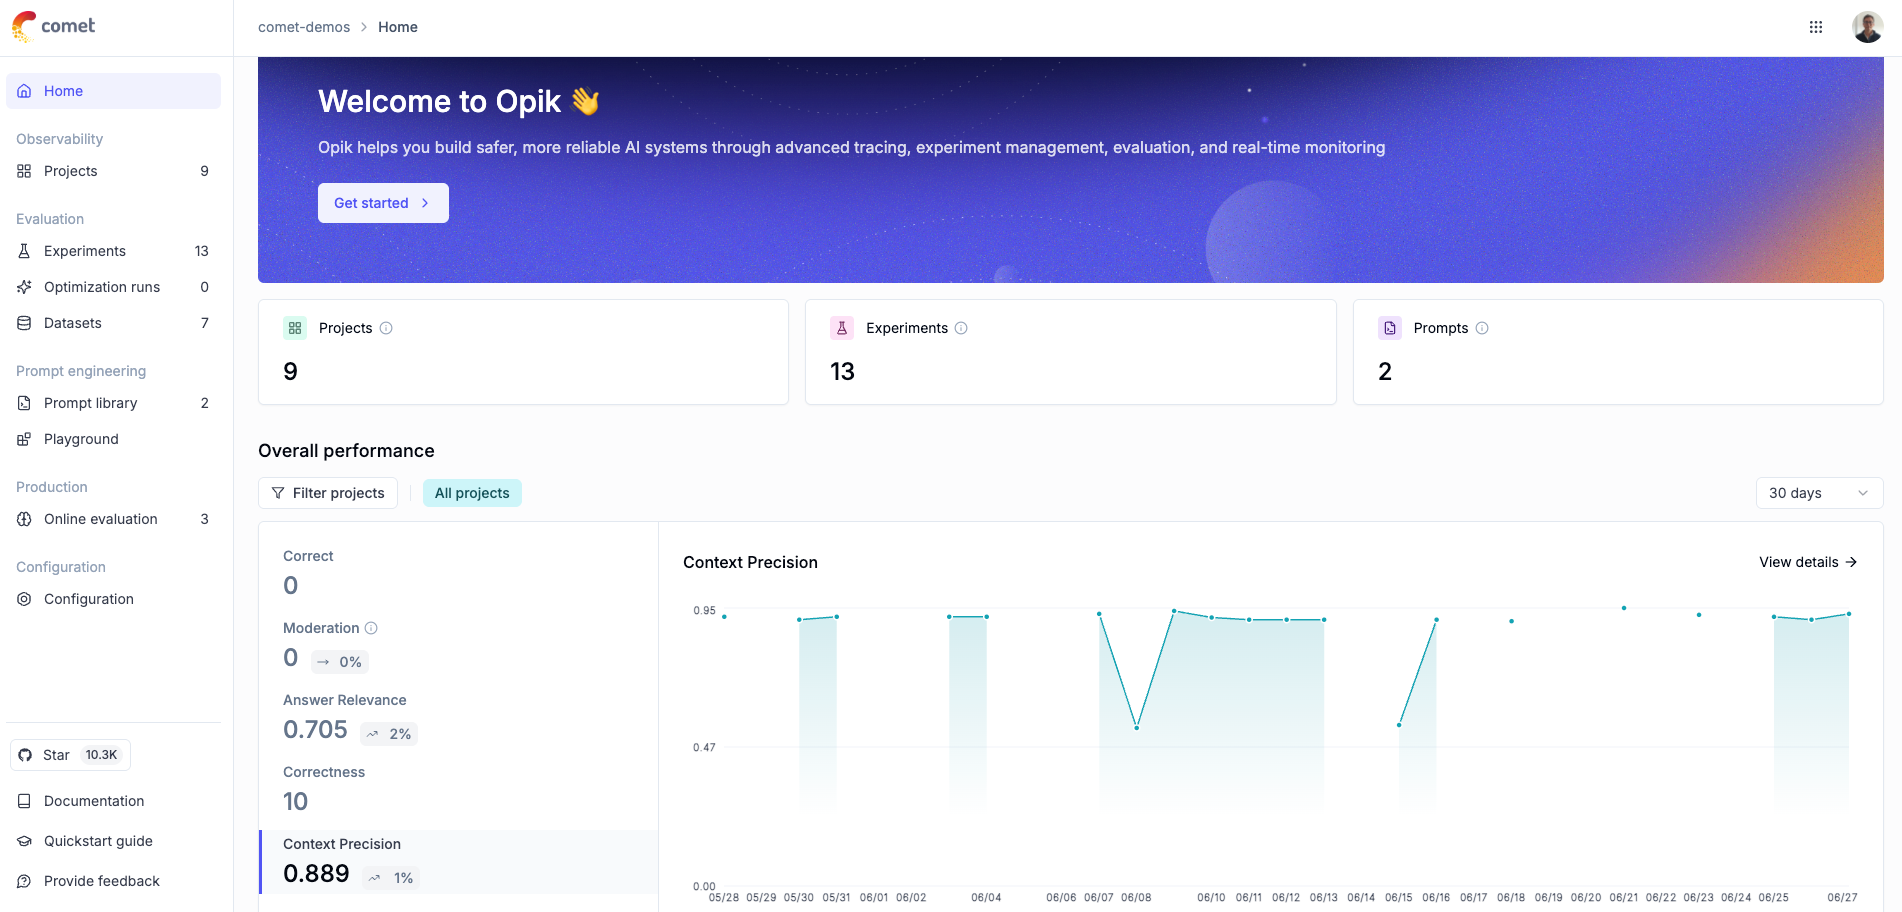 comet
comet-demos > Home
Home
Observability
Projects 9
Evaluation
Experiments 13
Optimization runs 0
Datasets 7
Prompt engineering
Prompt library 2
Playground
Production
Online evaluation 3
Configuration
Configuration
Star 10.3K
Documentation
Quickstart guide
Provide feedback
Welcome to Opik 👋
Opik helps you build safer, more reliable AI systems through advanced tracing, experiment management, evaluation, and real-time monitoring
Get started
Projects
9
Experiments
13
Prompts
2
Overall performance
Filter projects
All projects
30 days
Correct
0
Moderation
0 → 0%
Answer Relevance
0.705 2%
Correctness
10
Context Precision
0.889 1%
Context Precision
View details →
0.95
0.47
0.00
05/28 05/29 05/30 05/31 06/01 06/02 06/04 06/06 06/07 06/08 06/10 06/11 06/12 06/13 06/14 06/15 06/16 06/17 06/18 06/19 06/20 06/21 06/22 06/23 06/24 06/25 06/27